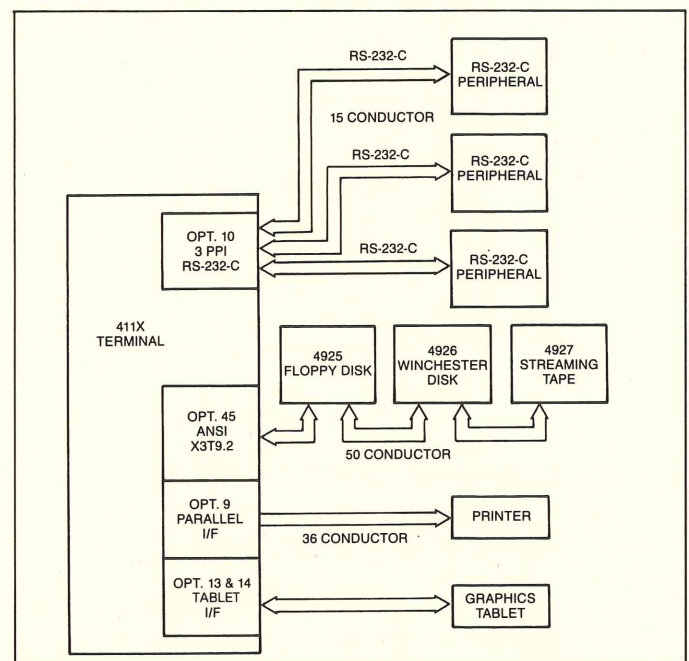 RS-232-C
RS-232-C
PERIPHERAL
15 CONDUCTOR
RS-232-C
RS-232-C
PERIPHERAL
OPT. 10
3 PPI
RS-232-C
RS-232-C
RS-232-C
PERIPHERAL
411X
TERMINAL
4925
FLOPPY DISK
4926
WINCHESTER
DISK
4927
STREAMING
TAPE
OPT. 45
ANSI
X3T9.2
50 CONDUCTOR
OPT. 9
PARALLEL
I/F
36 CONDUCTOR
PRINTER
OPT. 13 & 14
TABLET
I/F
GRAPHICS
TABLET